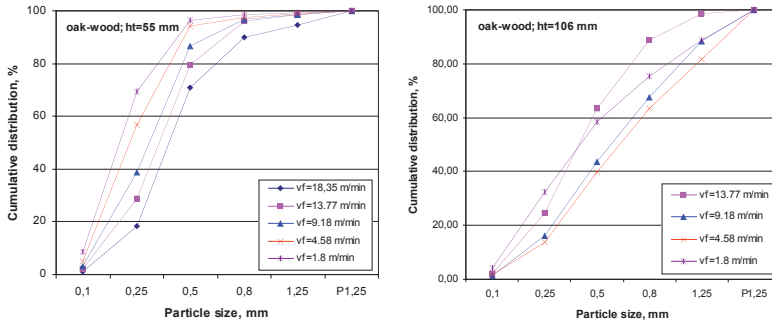 oak-wood; ht=55 mm
Cumulative distribution, %
100
80
60
40
20
0
vf=18,35 m/min
vf=13.77 m/min
vf=9.18 m/min
vf=4.58 m/min
vf=1.8 m/min
0,1 0,25 0,5 0,8 1,25 P1,25
Particle size, mm
oak-wood; ht=106 mm
Cumulative distribution, %
100,00
80,00
60,00
40,00
20,00
0,00
vf=13.77 m/min
vf=9.18 m/min
vf=4.58 m/min
vf=1.8 m/min
0,1 0,25 0,5 0,8 1,25 P1,25
Particle size, mm